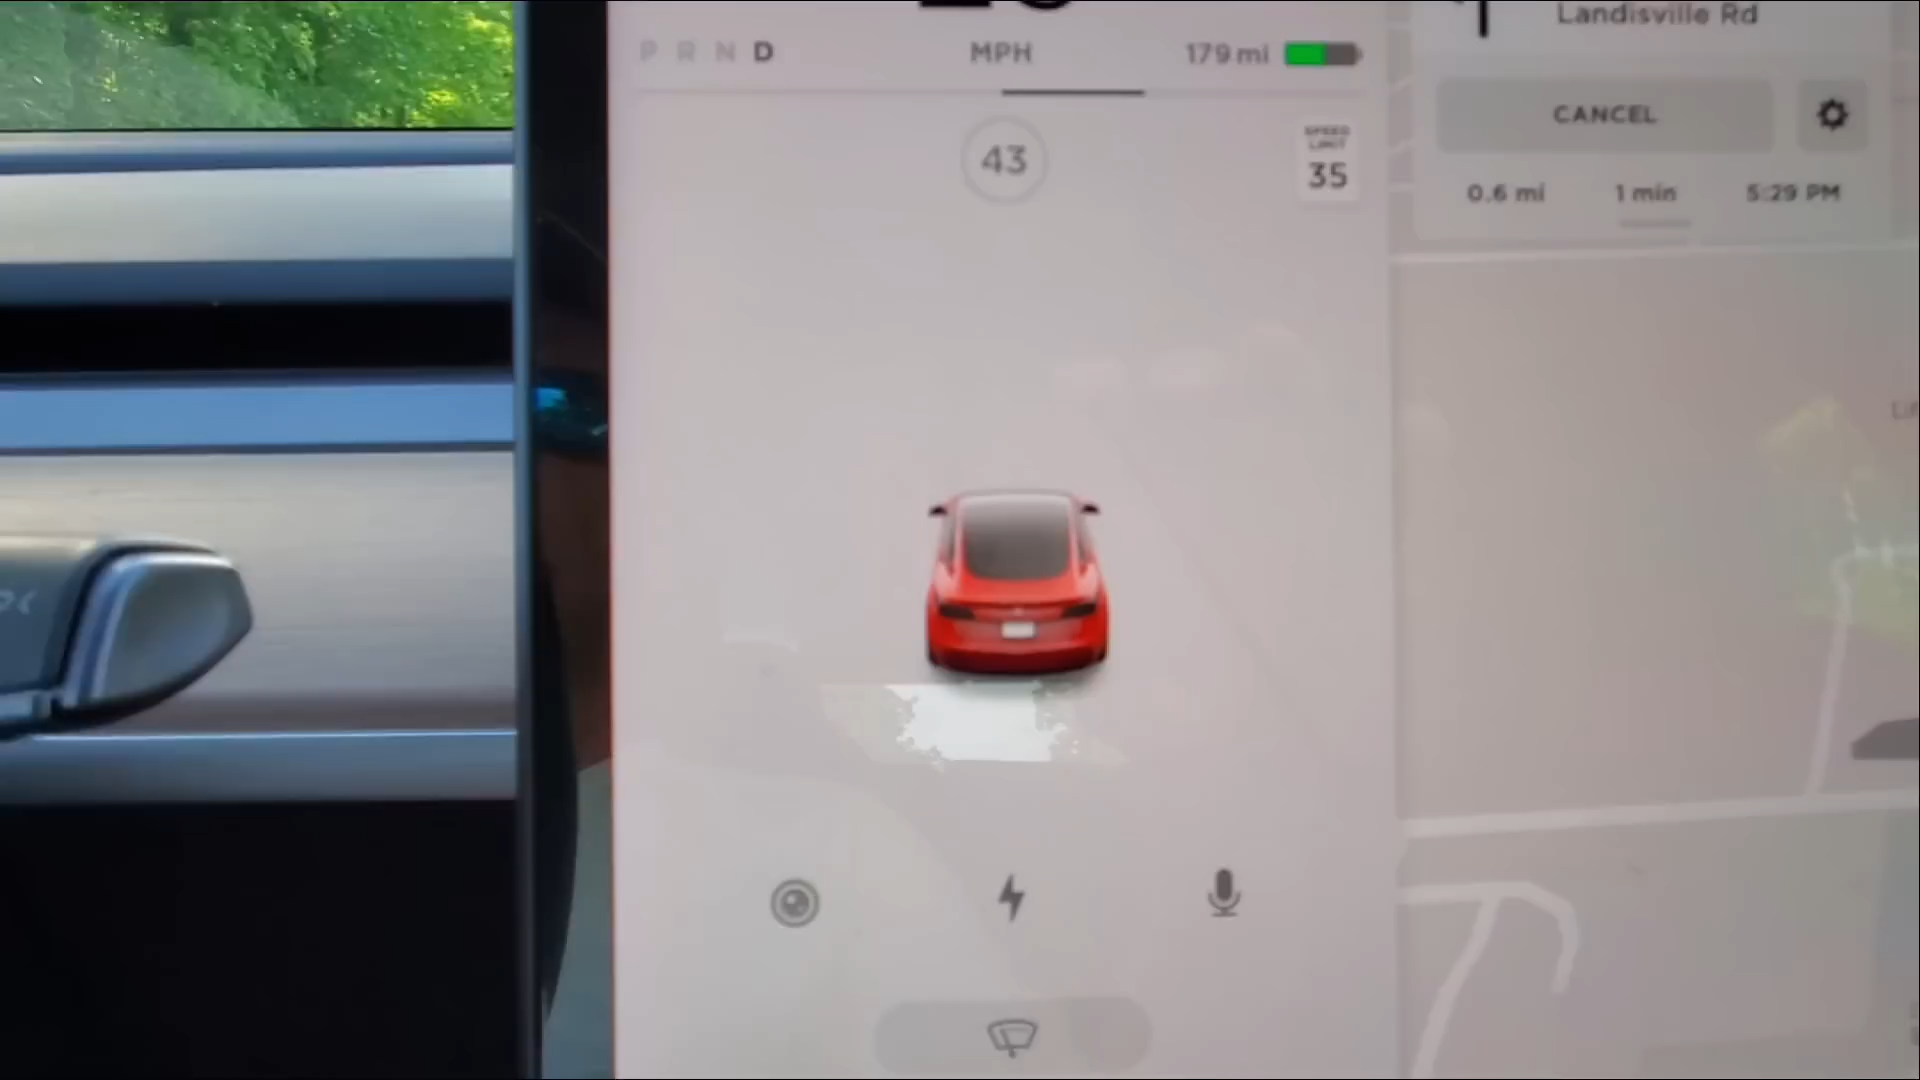 Landisville Rd
P R N D
MPH
179 mi
CANCEL
43
SPEED
LIMIT
35
0.6 mi
1 min
5:29 PM